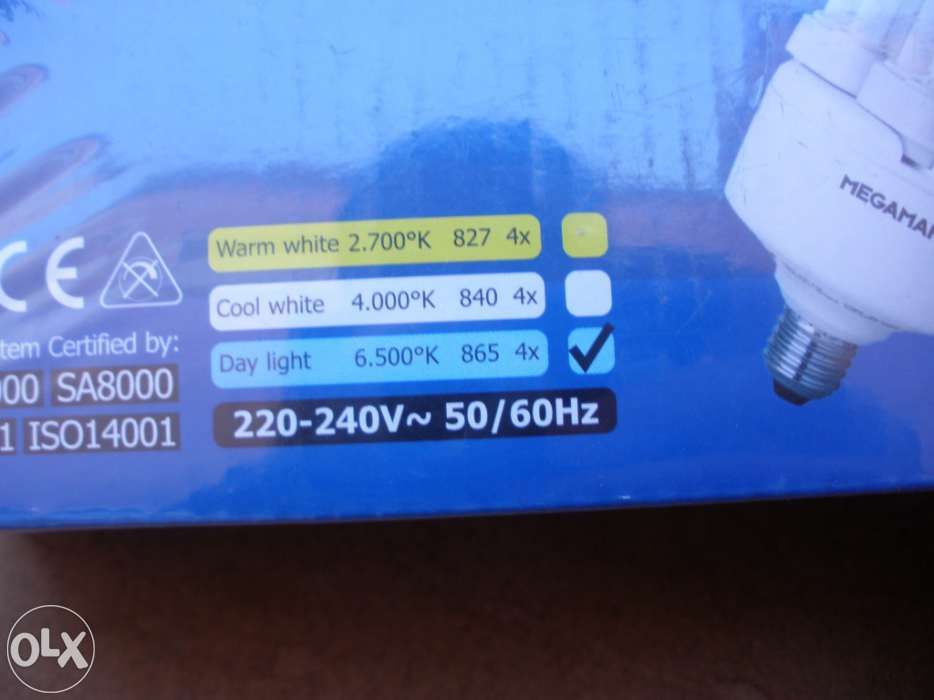 MEGAMAN
Warm white 2.700°K 827 4x
Cool white 4.000°K 840 4x
Day light 6.500°K 865 4x
220-240V~ 50/60Hz
CE
tem Certified by:
000 SA8000
1 ISO14001
OLX